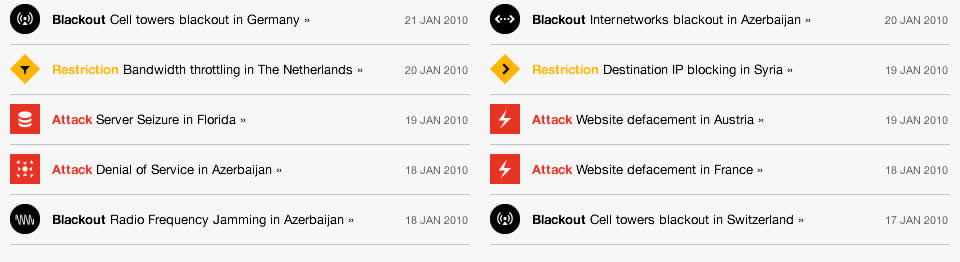 Blackout Cell towers blackout in Germany » 21 JAN 2010
Restriction Bandwidth throttling in The Netherlands » 20 JAN 2010
Attack Server Seizure in Florida » 19 JAN 2010
Attack Denial of Service in Azerbaijan » 18 JAN 2010
Blackout Radio Frequency Jamming in Azerbaijan » 18 JAN 2010
Blackout Internetworks blackout in Azerbaijan » 20 JAN 2010
Restriction Destination IP blocking in Syria » 19 JAN 2010
Attack Website defacement in Austria » 19 JAN 2010
Attack Website defacement in France » 18 JAN 2010
Blackout Cell towers blackout in Switzerland » 17 JAN 2010